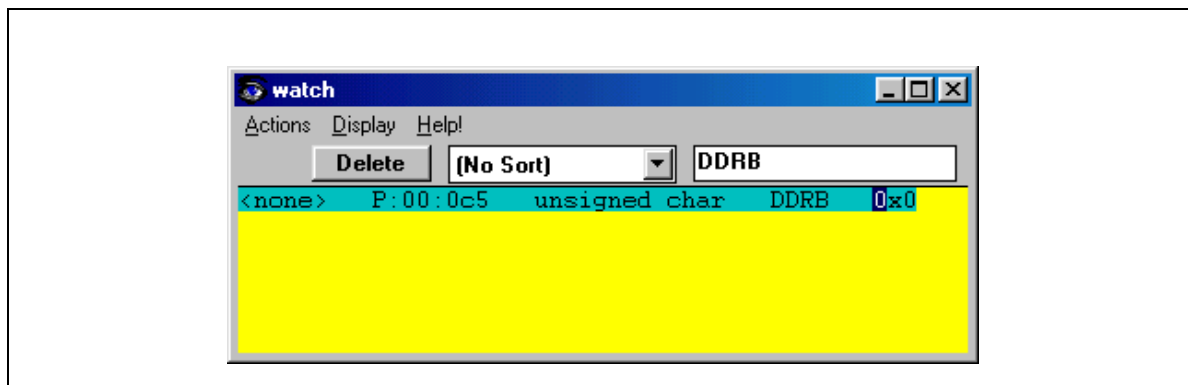 watch
Actions Display Help!
Delete (No Sort) DDRB
<none> P:00:0c5 unsigned char DDRB 0x0